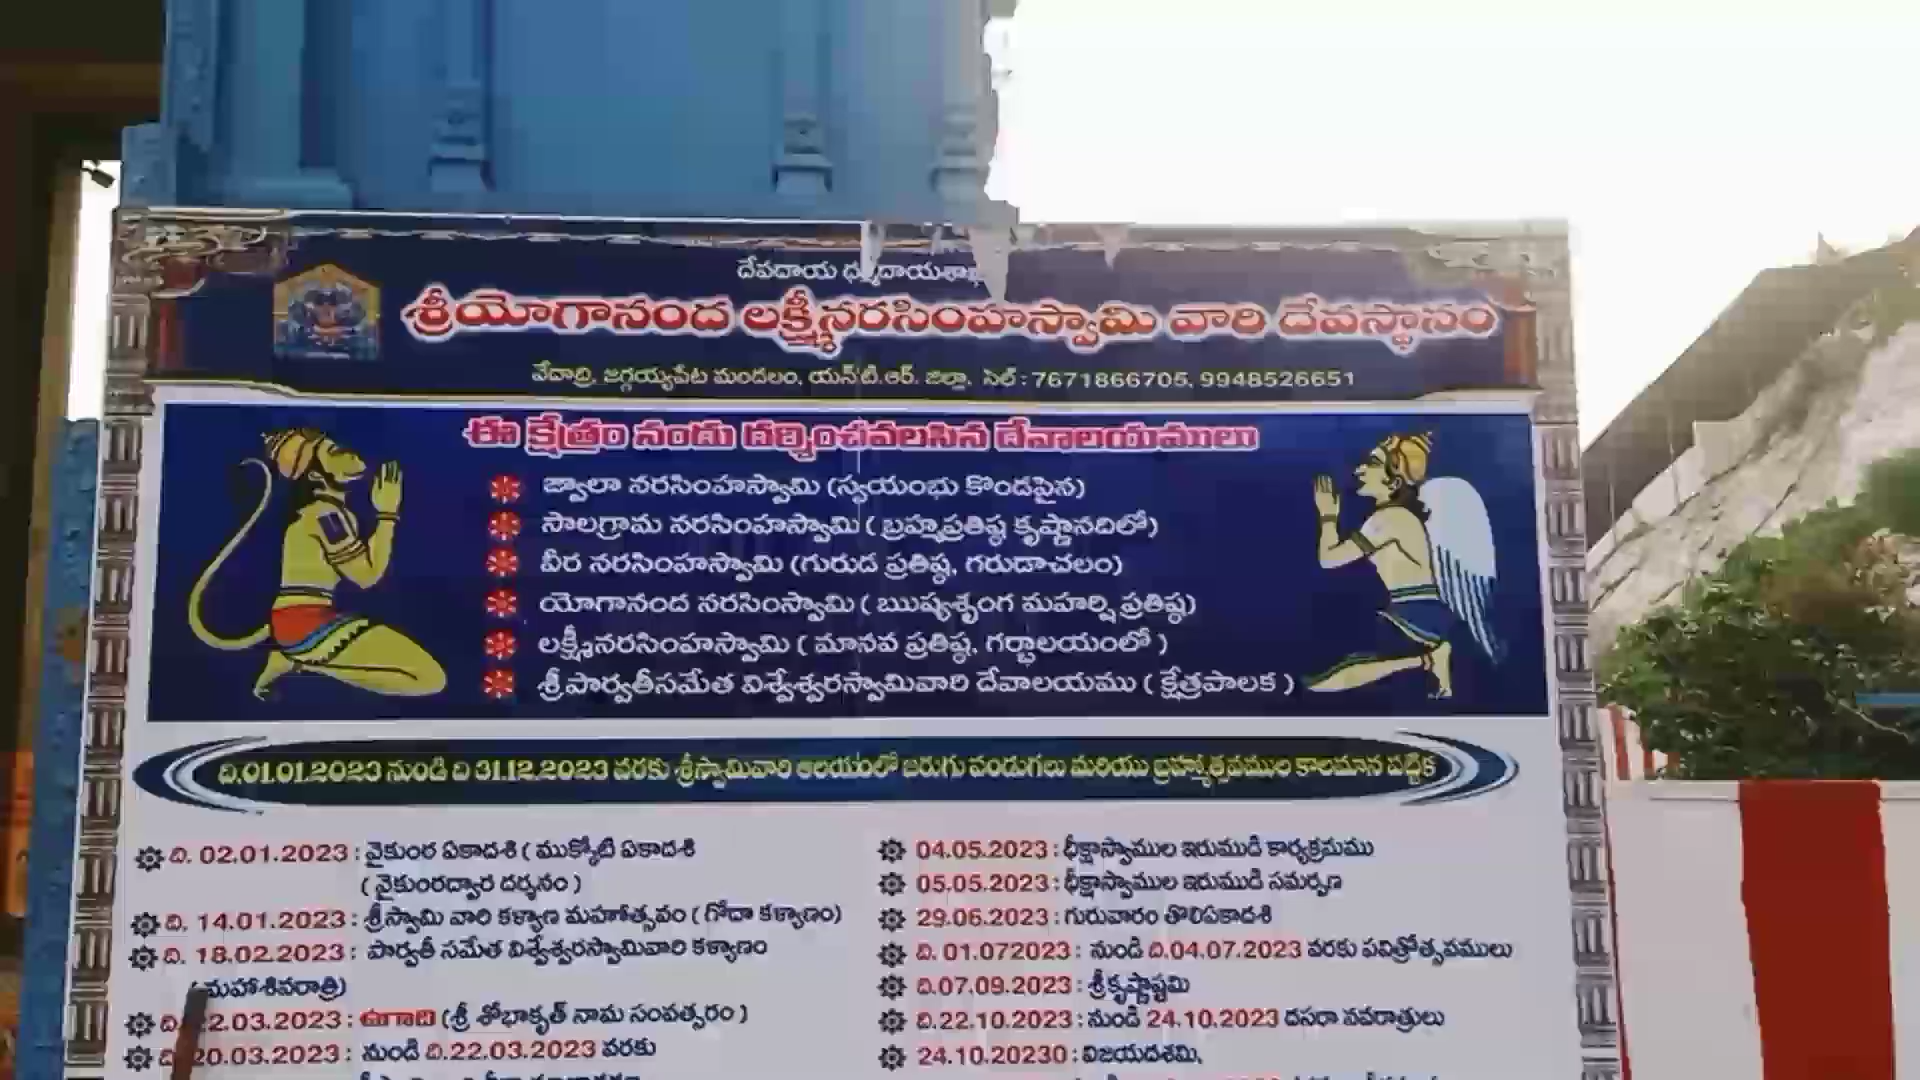 దేవదాయ ధర్మదాయశాఖ
శ్రీయోగానంద లక్ష్మీనరసింహస్వామి వారి దేవస్థానం
వేదాద్రి, జగ్గయ్యపేట మండలం, యన్.టి.ఆర్. జిల్లా. సెల్ : 7671866705, 9948526651
ఈ క్షేత్రం నందు దర్శించవలసిన దేవాలయములు
జ్వాలా నరసింహస్వామి (స్వయంభు కొండపైన)
సాలగ్రామ నరసింహస్వామి ( బ్రహ్మప్రతిష్ఠ కృష్ణానదిలో)
వీర నరసింహస్వామి (గురుడ ప్రతిష్ఠ, గరుడాచలం)
యోగానంద నరసింస్వామి ( ఋష్యశృంగ మహర్షి ప్రతిష్ఠ)
లక్ష్మీనరసింహస్వామి ( మానవ ప్రతిష్ఠ, గర్భాలయంలో )
శ్రీపార్వతీసమేత విశ్వేశ్వరస్వామివారి దేవాలయము ( క్షేత్రపాలక )
ది.01.01.2023 నుండి ది 31.12.2023 వరకు శ్రీస్వామివారి ఆలయంలో జరుగు పండుగలు మరియు బ్రహ్మోత్సవముల కాలమాన పట్టిక
ది. 02.01.2023 : వైకుంఠ ఏకాదశి ( ముక్కోటి ఏకాదశి
( వైకుంఠద్వార దర్శనం )
ది. 14.01.2023 : శ్రీస్వామి వారి కళ్యాణ మహోత్సవం ( గోదా కళ్యాణం)
ది. 18.02.2023 : పార్వతీ సమేత విశ్వేశ్వరస్వామివారి కళ్యాణం
(మహాశివరాత్రి)
ది. 22.03.2023 : ఉగాది (శ్రీ శోభాకృత్ నామ సంవత్సరం )
ది. 20.03.2023 : నుండి ది.22.03.2023 వరకు
04.05.2023 : దీక్షాస్వాముల ఇరుముడి కార్యక్రమము
05.05.2023 : దీక్షాస్వాముల ఇరుముడి సమర్పణ
29.06.2023 : గురువారం తొలిఏకాదశి
ది. 01.072023 : నుండి ది.04.07.2023 వరకు పవిత్రోత్సవములు
ది.07.09.2023 : శ్రీకృష్ణాష్టమి
ది.22.10.2023 : నుండి 24.10.2023 దసరా నవరాత్రులు
24.10.20230 : విజయదశమి,